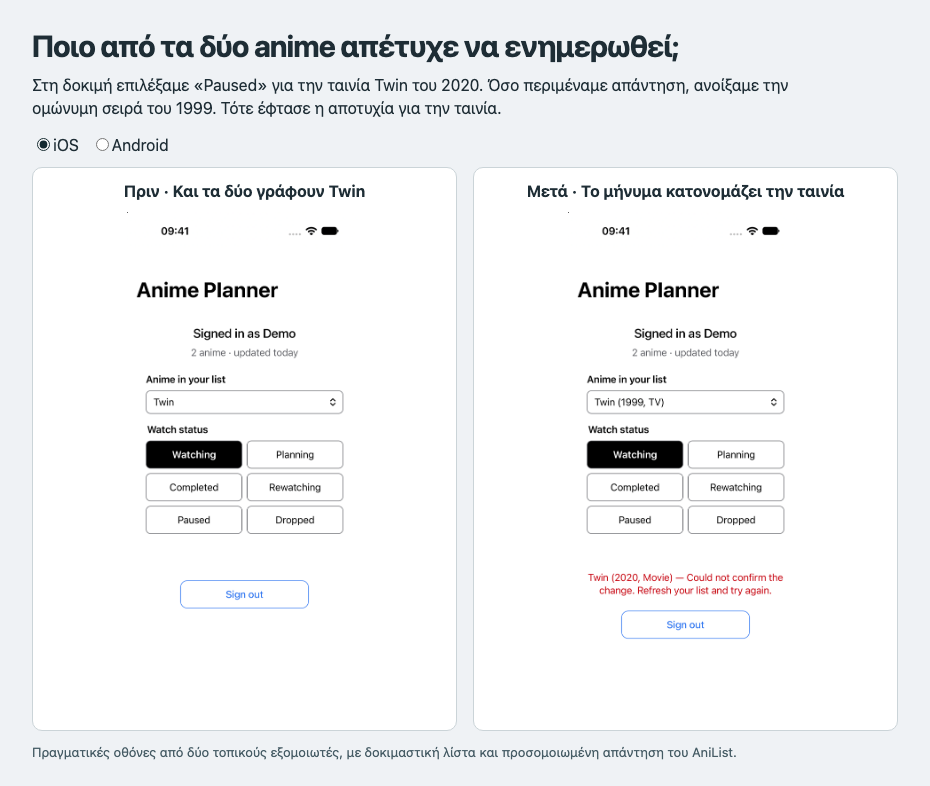 Ποιο από τα δύο anime απέτυχε να ενημερωθεί;
Στη δοκιμή επιλέξαμε «Paused» για την ταινία Twin του 2020. Όσο περιμέναμε απάντηση, ανοίξαμε την
ομώνυμη σειρά του 1999. Τότε έφτασε η αποτυχία για την ταινία.
iOS Android
Πριν · Και τα δύο γράφουν Twin
09:41
Anime Planner
Signed in as Demo
2 anime · updated today
Anime in your list
Twin
Watch status
Watching Planning
Completed Rewatching
Paused Dropped
Sign out
Μετά · Το μήνυμα κατονομάζει την ταινία
09:41
Anime Planner
Signed in as Demo
2 anime · updated today
Anime in your list
Twin (1999, TV)
Watch status
Watching Planning
Completed Rewatching
Paused Dropped
Twin (2020, Movie) — Could not confirm the
change. Refresh your list and try again.
Sign out
Πραγματικές οθόνες από δύο τοπικούς εξομοιωτές, με δοκιμαστική λίστα και προσομοιωμένη απάντηση του AniList.